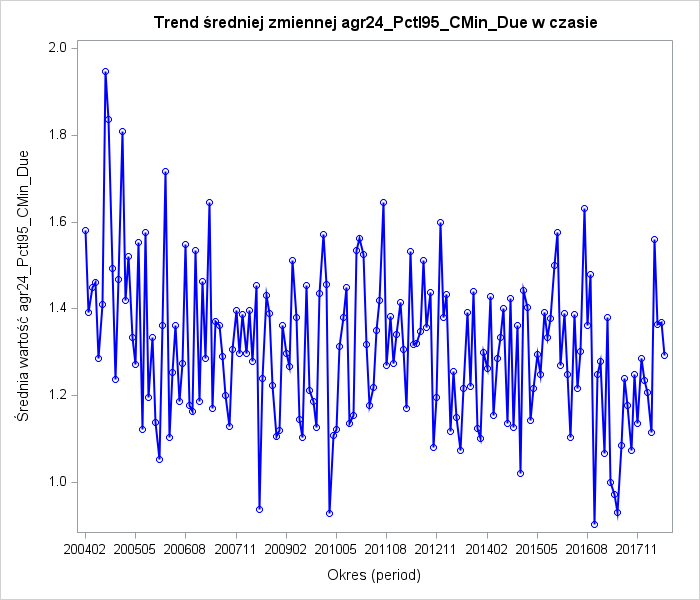 Trend średniej zmiennej agr24_Pctl95_CMin_Due w czasie
Średnia wartość agr24_Pctl95_CMin_Due
2.0
1.8
1.6
1.4
1.2
1.0
200402 200505 200608 200711 200902 201005 201108 201211 201402 201505 201608 201711
Okres (period)